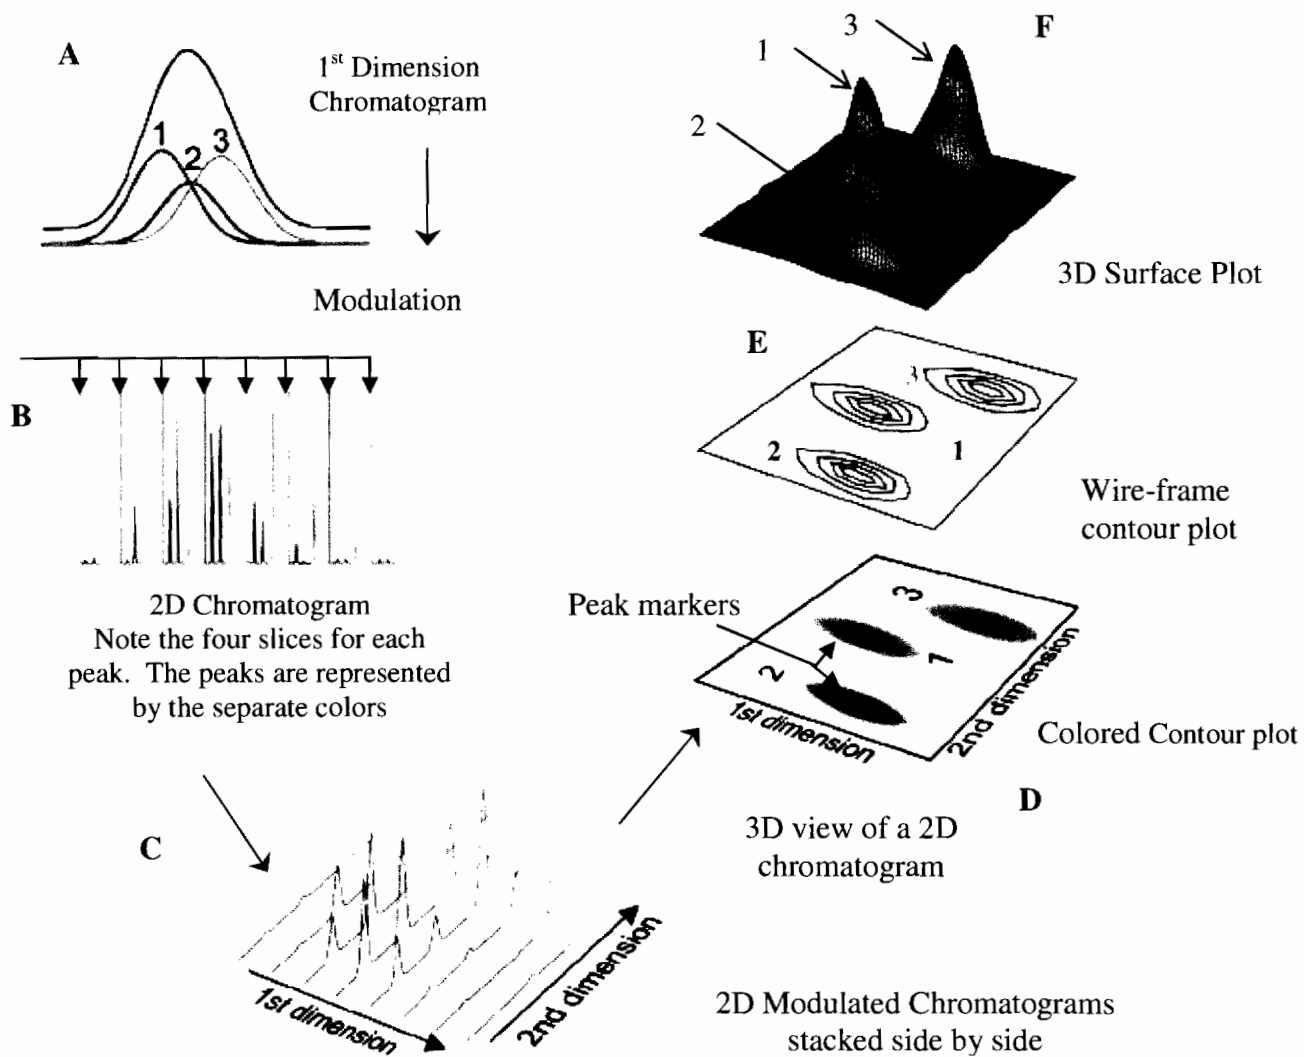 A
1st Dimension
Chromatogram
1
2
3
Modulation
B
2D Chromatogram
Note the four slices for each
peak. The peaks are represented
by the separate colors
C
1st dimension
2nd dimension
2D Modulated Chromatograms
stacked side by side
3D view of a 2D
chromatogram
D
Colored Contour plot
Peak markers
1
2
3
1st dimension
2nd dimension
E
1
2
3
Wire-frame
contour plot
F
1
2
3
3D Surface Plot